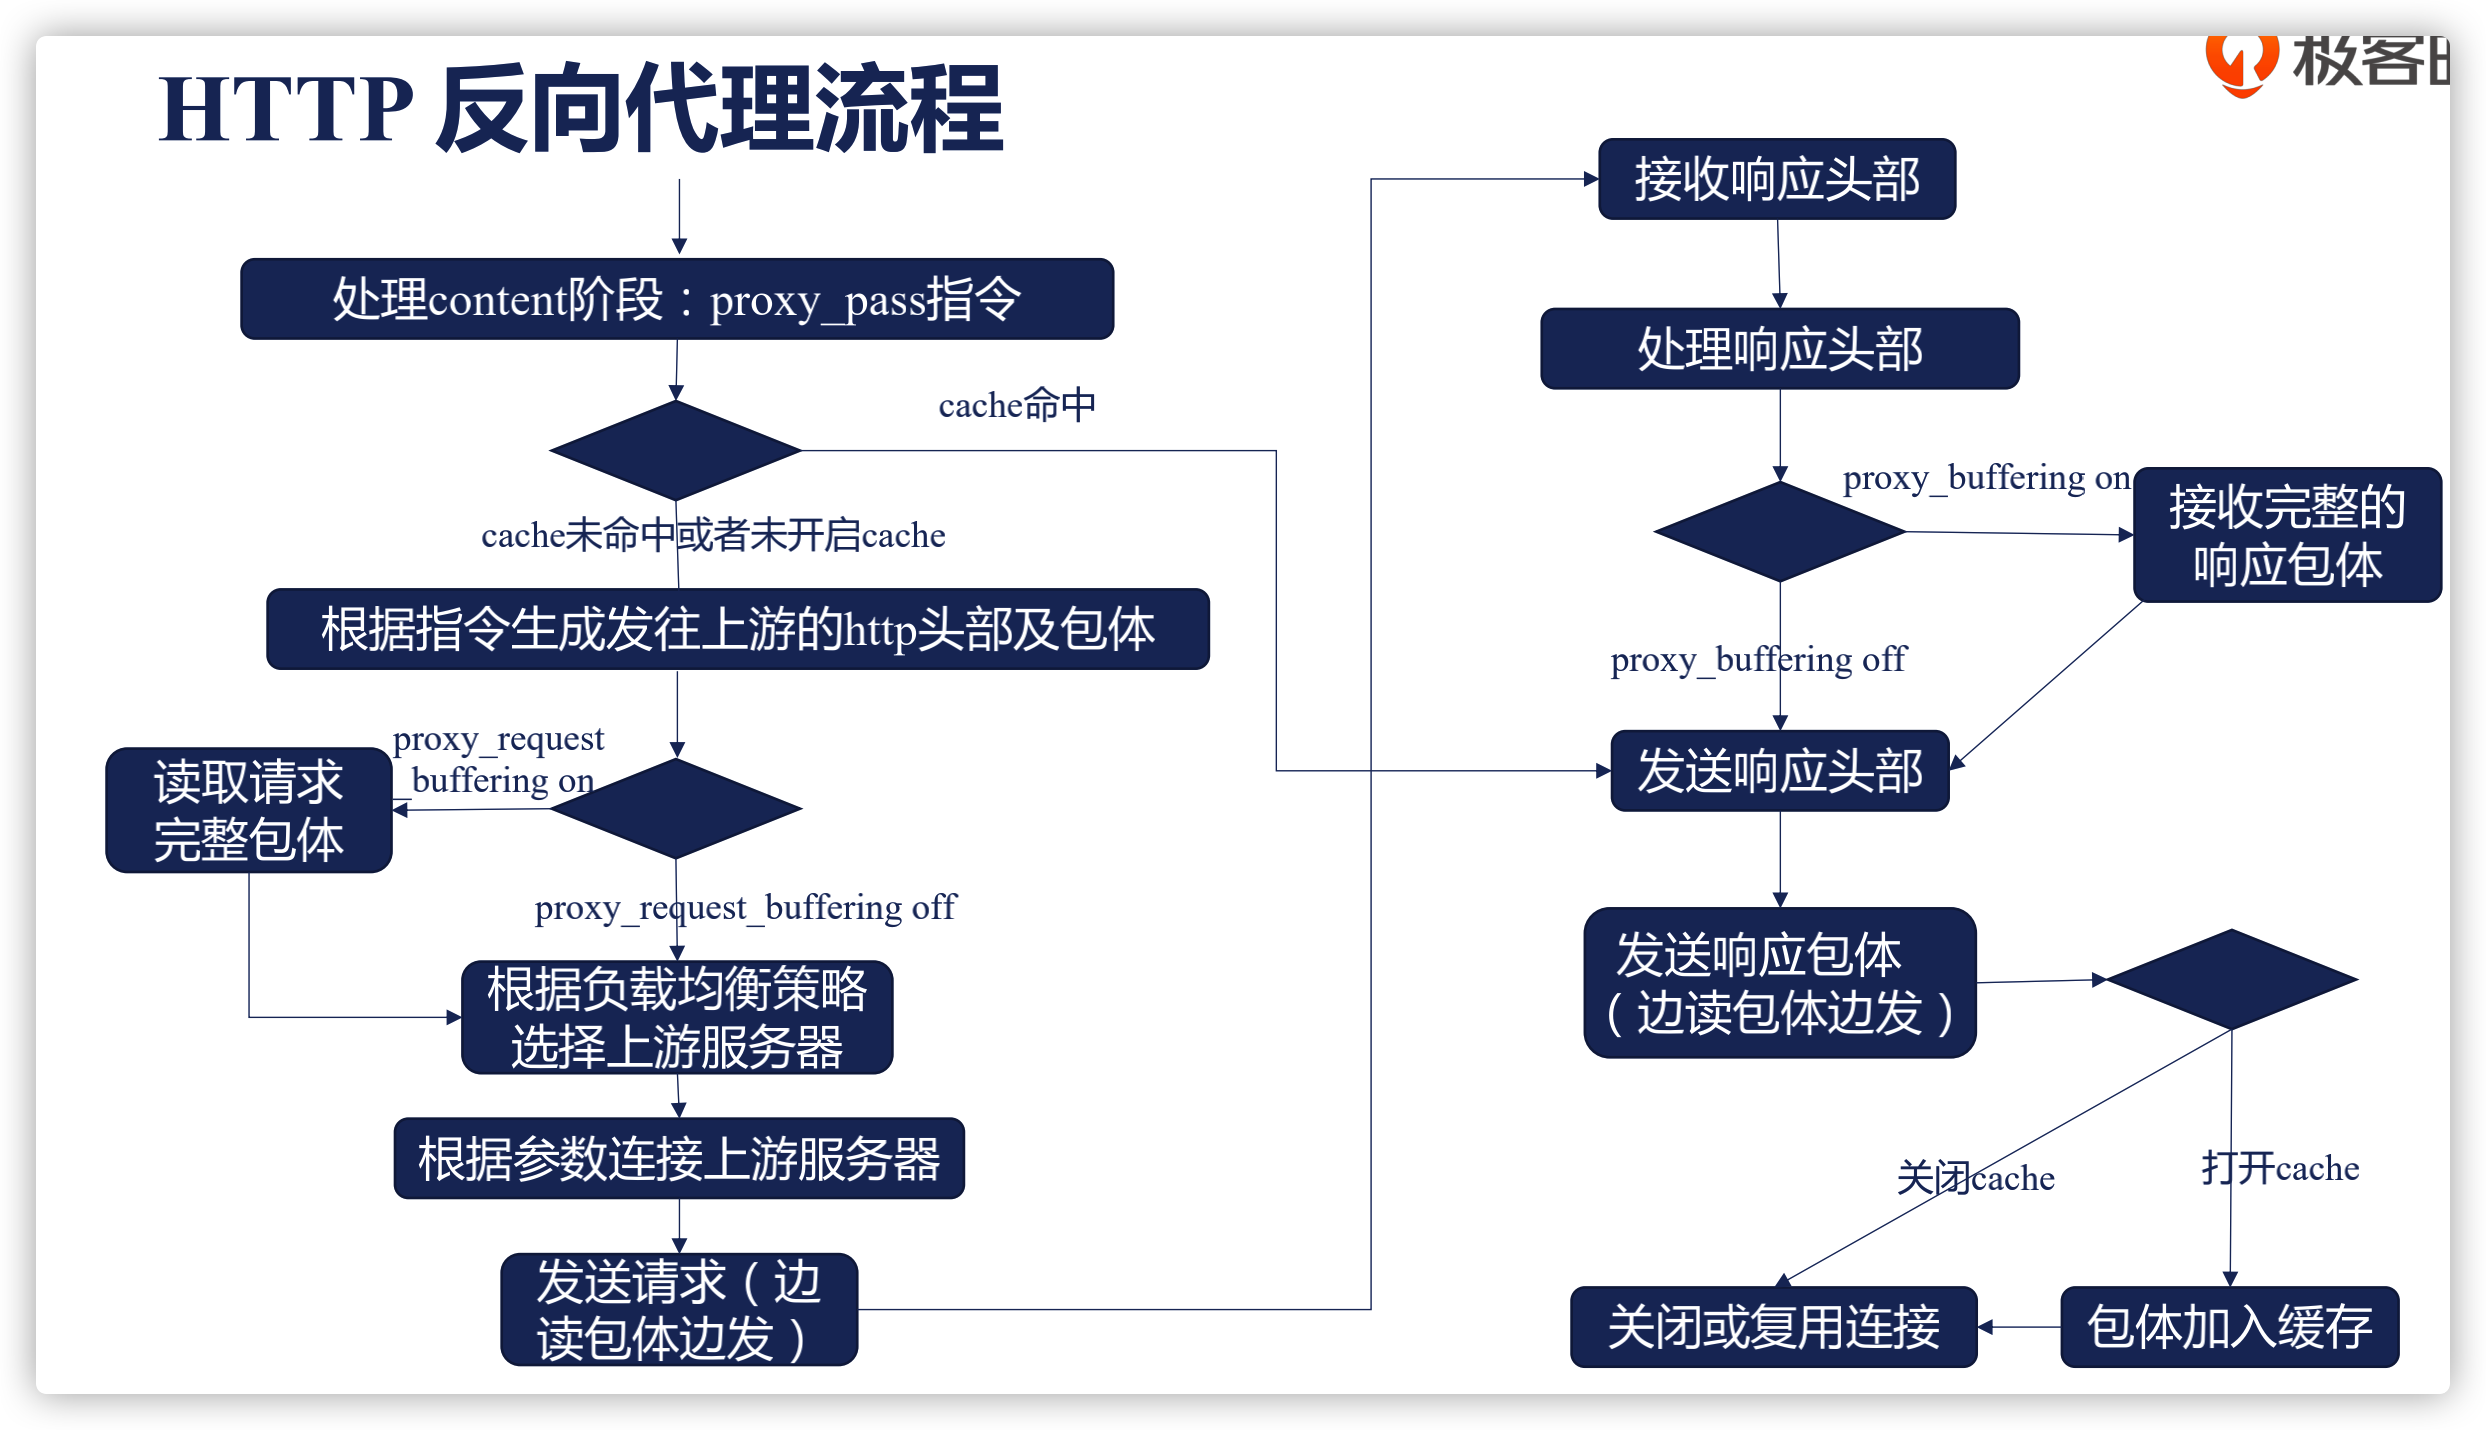 HTTP 反向代理流程
极客
处理content阶段：proxy_pass指令
cache命中
cache未命中或者未开启cache
根据指令生成发往上游的http头部及包体
proxy_request
_buffering on
读取请求
完整包体
proxy_request_buffering off
根据负载均衡策略
选择上游服务器
根据参数连接上游服务器
发送请求（边
读包体边发）
接收响应头部
处理响应头部
proxy_buffering on
接收完整的
响应包体
proxy_buffering off
发送响应头部
发送响应包体
（边读包体边发）
关闭cache
打开cache
关闭或复用连接
包体加入缓存